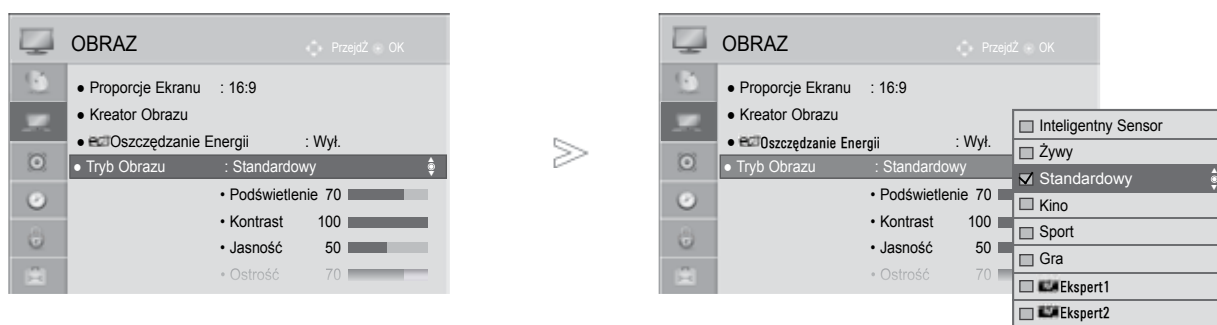 OBRAZ
PrzejdŹ OK
● Proporcje Ekranu : 16:9
● Kreator Obrazu
● Oszczędzanie Energii : Wył.
● Tryb Obrazu : Standardowy
• Podświetlenie 70
• Kontrast 100
• Jasność 50
• Ostrość 70
OBRAZ
PrzejdŹ OK
● Proporcje Ekranu : 16:9
● Kreator Obrazu
● Oszczędzanie Energii : Wył.
● Tryb Obrazu : Standardowy
• Podświetlenie 70
• Kontrast 100
• Jasność 50
• Ostrość 70
Inteligentny Sensor
Żywy
Standardowy
Kino
Sport
Gra
Ekspert1
Ekspert2